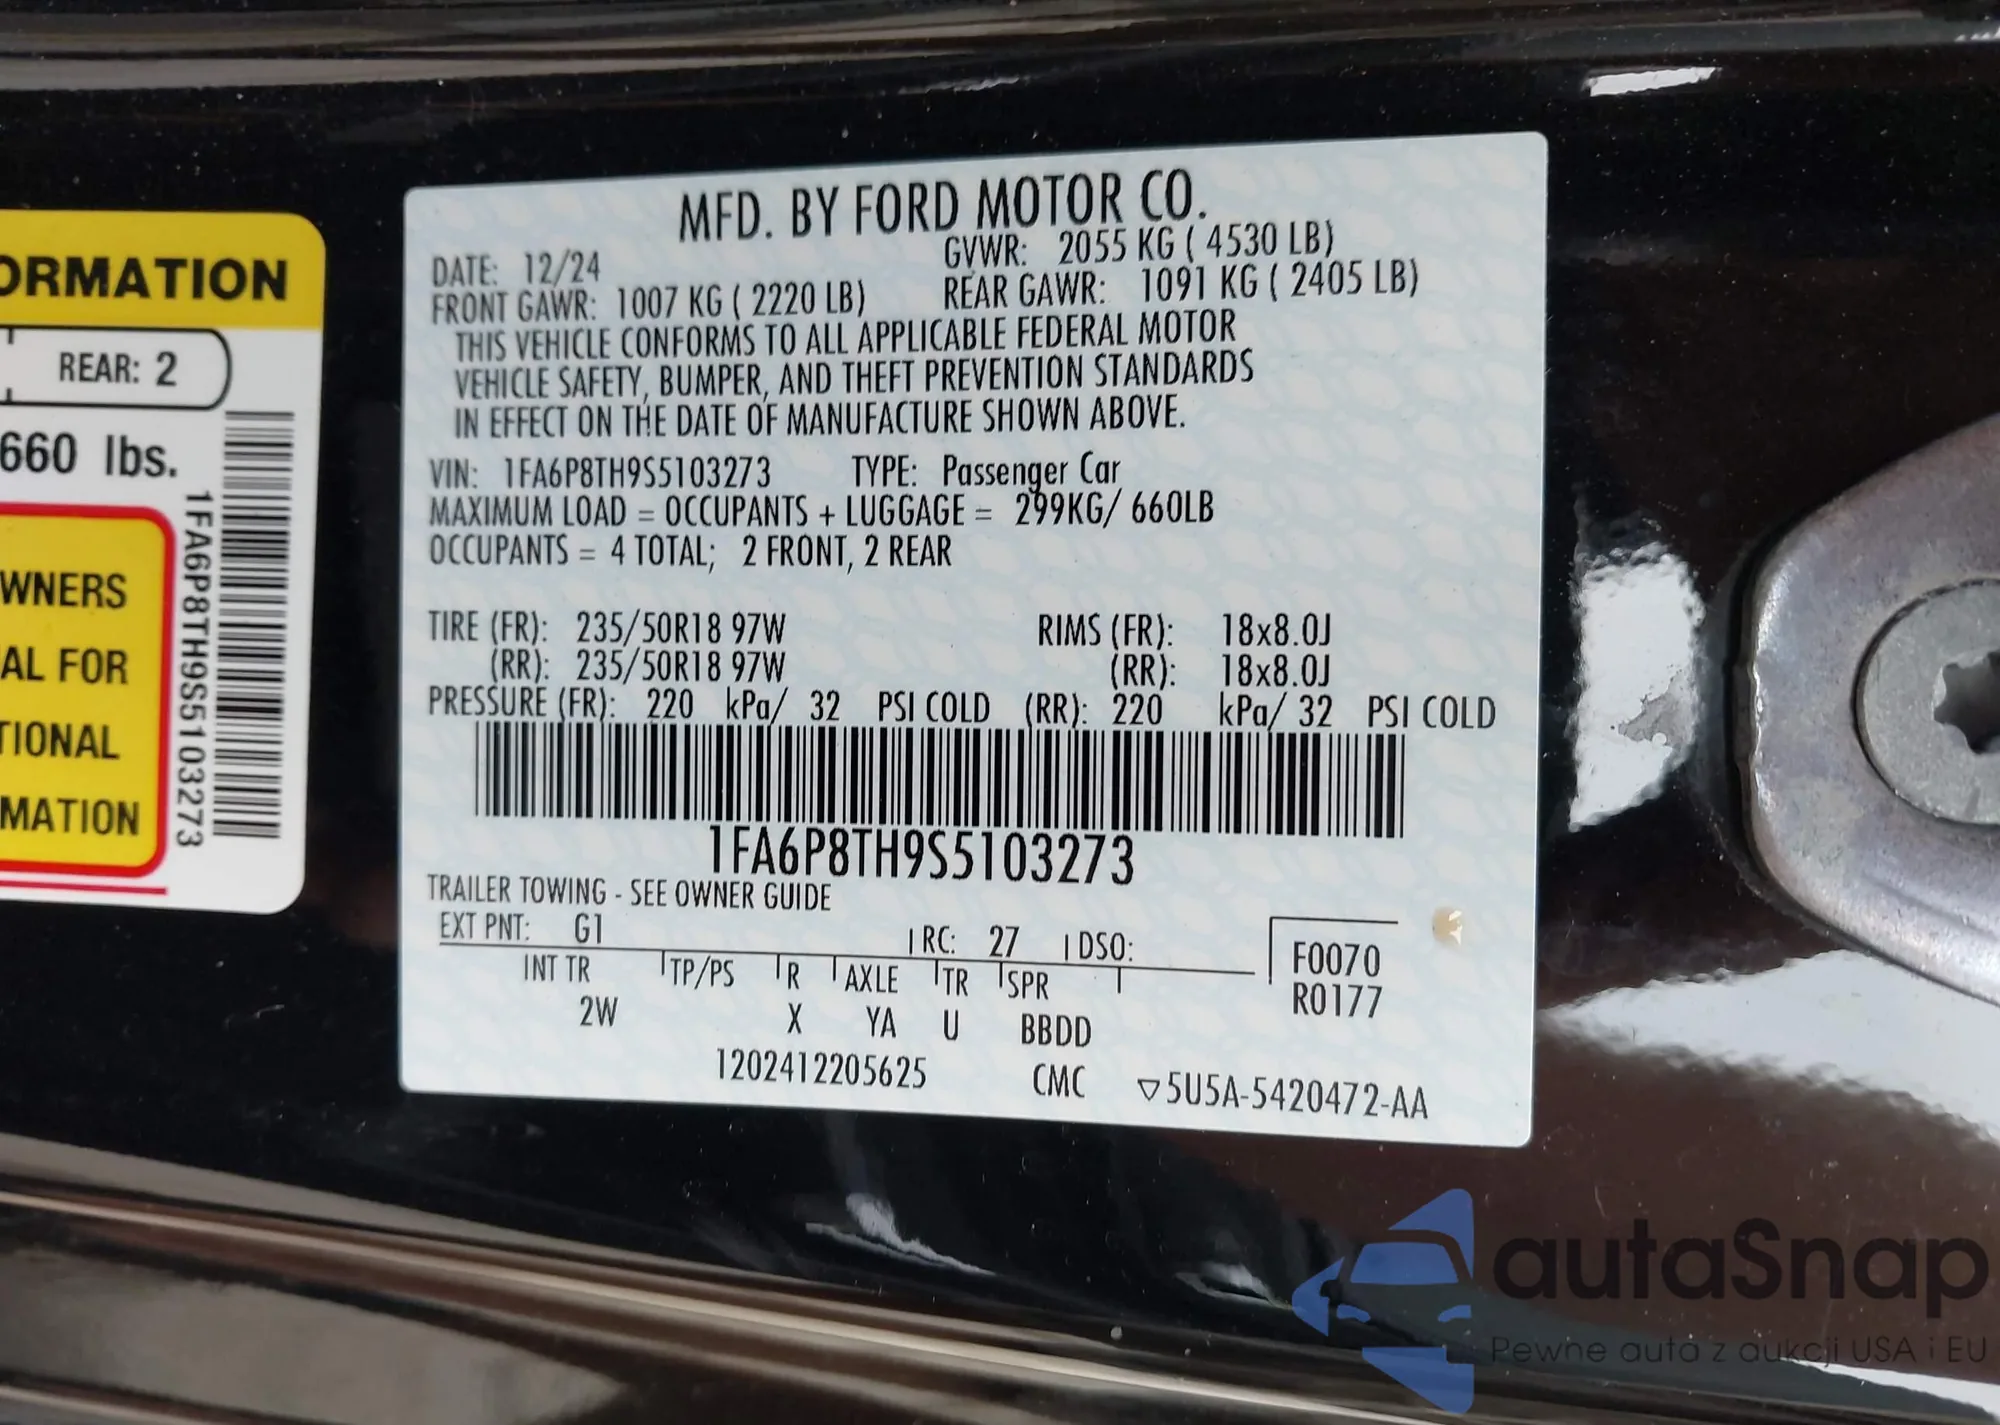 ORMATION
REAR: 2
660 lbs.
WNERS
AL FOR
TIONAL
MATION
1FA6P8TH9S5103273
MFD. BY FORD MOTOR CO.
DATE: 12/24
GVWR: 2055 KG ( 4530 LB)
FRONT GAWR: 1007 KG ( 2220 LB)
REAR GAWR: 1091 KG ( 2405 LB)
THIS VEHICLE CONFORMS TO ALL APPLICABLE FEDERAL MOTOR
VEHICLE SAFETY, BUMPER, AND THEFT PREVENTION STANDARDS
IN EFFECT ON THE DATE OF MANUFACTURE SHOWN ABOVE.
VIN: 1FA6P8TH9S5103273 TYPE: Passenger Car
MAXIMUM LOAD = OCCUPANTS + LUGGAGE = 299KG/ 660LB
OCCUPANTS = 4 TOTAL; 2 FRONT, 2 REAR
TIRE (FR): 235/50R18 97W RIMS (FR): 18x8.0J
(RR): 235/50R18 97W (RR): 18x8.0J
PRESSURE (FR): 220 kPa/ 32 PSI COLD (RR): 220 kPa/ 32 PSI COLD
1FA6P8TH9S5103273
TRAILER TOWING - SEE OWNER GUIDE
EXT PNT: G1 RC: 27 DSO:
F0070
R0177
INT TR TP/PS R AXLE TR SPR
2W X YA U BBDD
1202412205625 CMC ▽5U5A-5420472-AA
autaSnap
Pewne auta z aukcji USA i EU